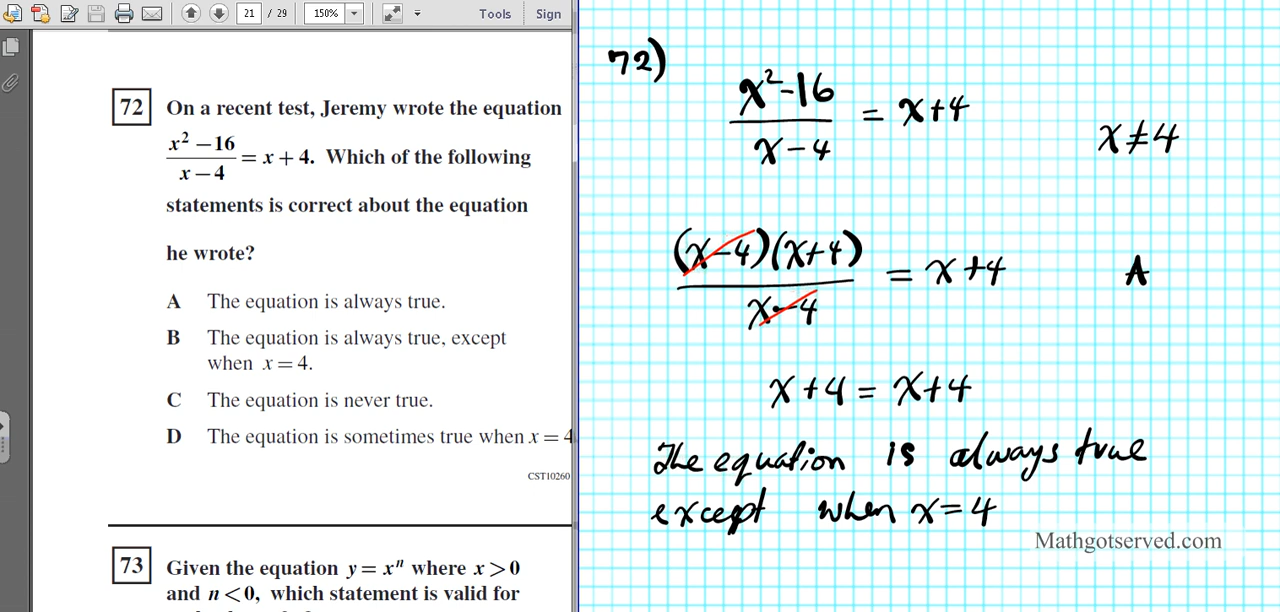 21 / 29 150% Tools Sign
72 On a recent test, Jeremy wrote the equation
x² − 16 / x − 4 = x + 4. Which of the following
statements is correct about the equation
he wrote?
A The equation is always true.
B The equation is always true, except
when x = 4.
C The equation is never true.
D The equation is sometimes true when x = 4
CST10260
73 Given the equation y = xⁿ where x > 0
and n < 0, which statement is valid for
72)
x² - 16 / x - 4 = x + 4
x ≠ 4
(x - 4)(x + 4) / x - 4 = x + 4
A
x + 4 = x + 4
The equation is always true
except when x = 4
Mathgotserved.com